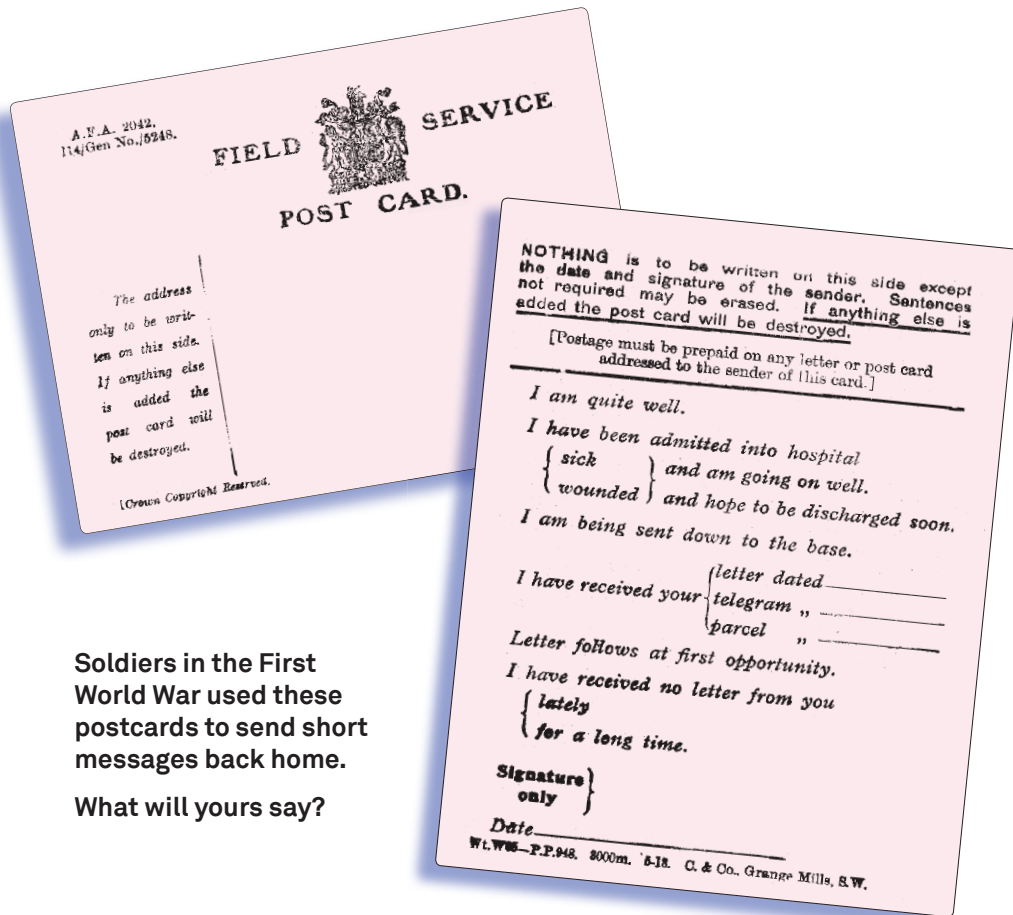 A.F.A. 2042.
114/Gen No./5248.
FIELD SERVICE
POST CARD.
The address
only to be writ-
ten on this side.
If anything else
is added the
post card will
be destroyed.
[Crown Copyright Reserved.
NOTHING is to be written on this side except
the date and signature of the sender. Sentences
not required may be erased. If anything else is
added the post card will be destroyed.
[Postage must be prepaid on any letter or post card
addressed to the sender of this card.]
I am quite well.
I have been admitted into hospital
sick and am going on well.
wounded and hope to be discharged soon.
I am being sent down to the base.
letter dated
I have received your telegram „
parcel „
Letter follows at first opportunity.
I have received no letter from you
lately
for a long time.
Signature
only
Date
Wt. P.P.948. 8000m. 5-18. C. & Co., Grange Mills, S.W.
Soldiers in the First
World War used these
postcards to send short
messages back home.
What will yours say?